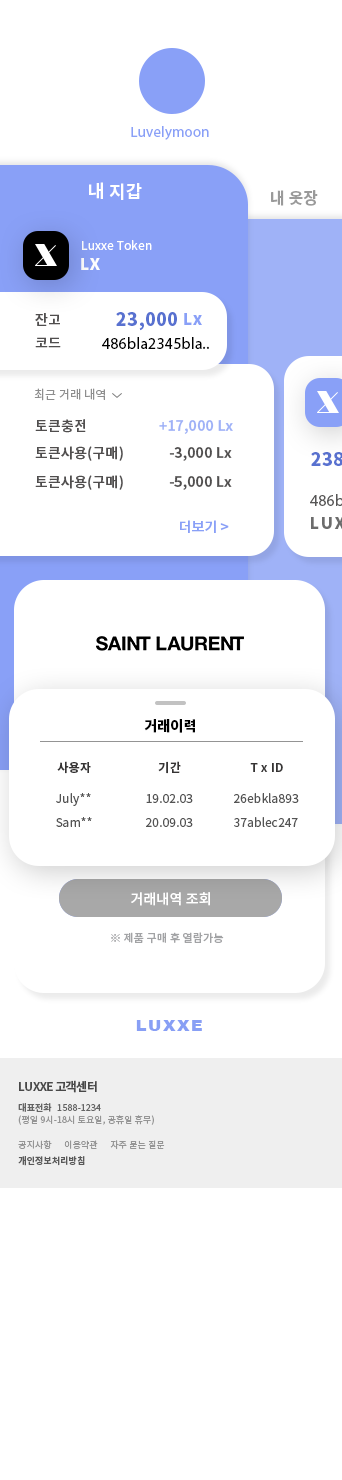 Luvelymoon
내 지갑
내 옷장
Luxxe Token
LX
잔고 23,000 Lx
코드 486bla2345bla..
최근 거래 내역
토큰충전 +17,000 Lx
토큰사용(구매) -3,000 Lx
토큰사용(구매) -5,000 Lx
더보기 >
238
486b
LUX
SAINT LAURENT
거래이력
사용자 기간 T x ID
July** 19.02.03 26ebkla893
Sam** 20.09.03 37ablec247
거래내역 조회
※ 제품 구매 후 열람가능
LUXXE
LUXXE 고객센터
대표전화 1588-1234
(평일 9시-18시 토요일, 공휴일 휴무)
공지사항 이용약관 자주 묻는 질문
개인정보처리방침